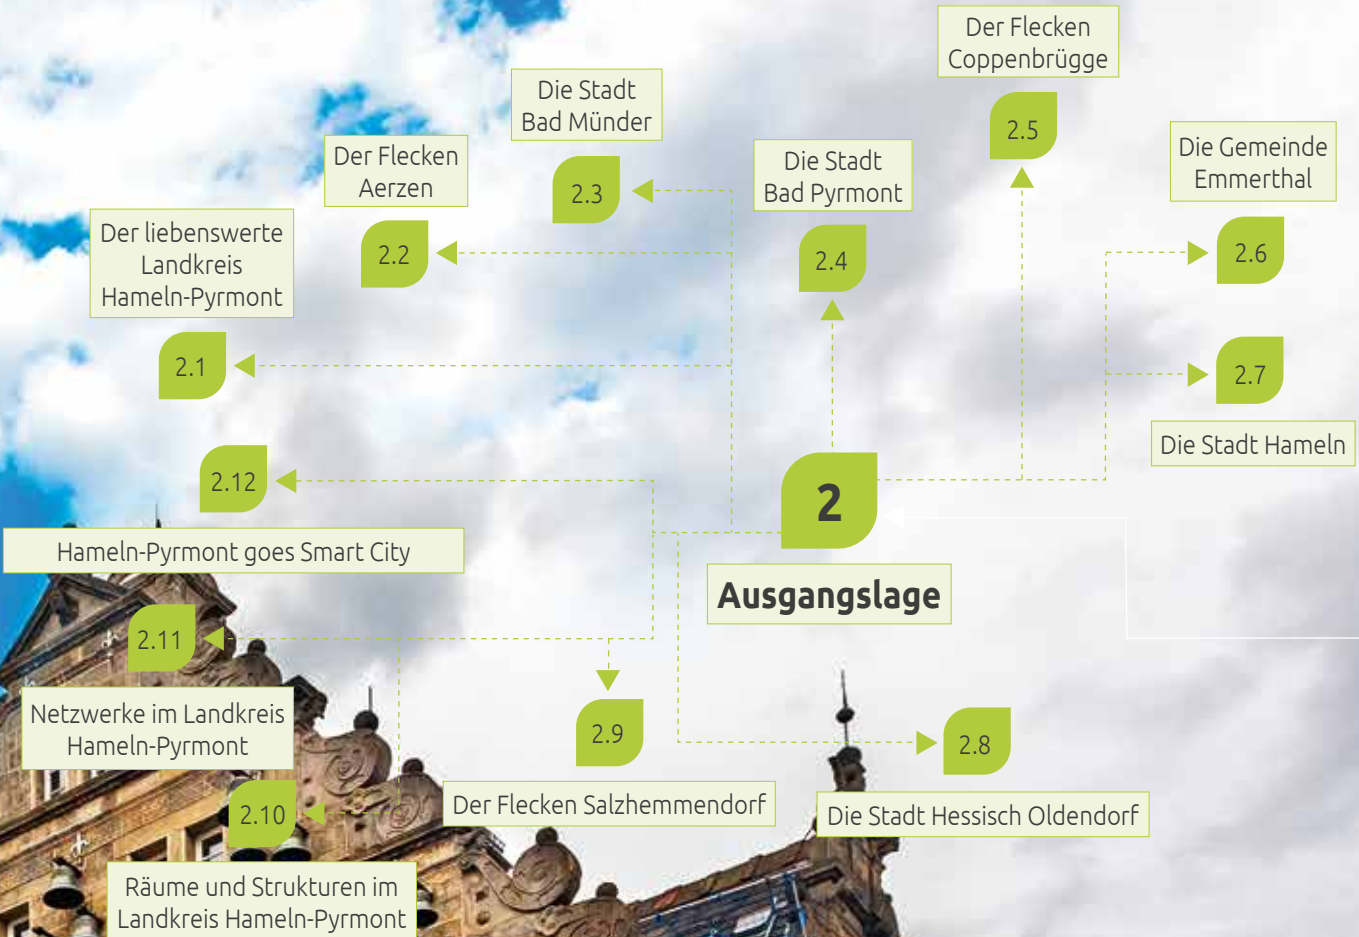 2
Ausgangslage
Der liebenswerte
Landkreis
Hameln-Pyrmont
2.1
Der Flecken
Aerzen
2.2
Die Stadt
Bad Münder
2.3
Die Stadt
Bad Pyrmont
2.4
Der Flecken
Coppenbrügge
2.5
Die Gemeinde
Emmerthal
2.6
2.7
Die Stadt Hameln
2.8
Die Stadt Hessisch Oldendorf
2.9
Der Flecken Salzhemmendorf
2.10
Räume und Strukturen im
Landkreis Hameln-Pyrmont
2.11
Netzwerke im Landkreis
Hameln-Pyrmont
2.12
Hameln-Pyrmont goes Smart City